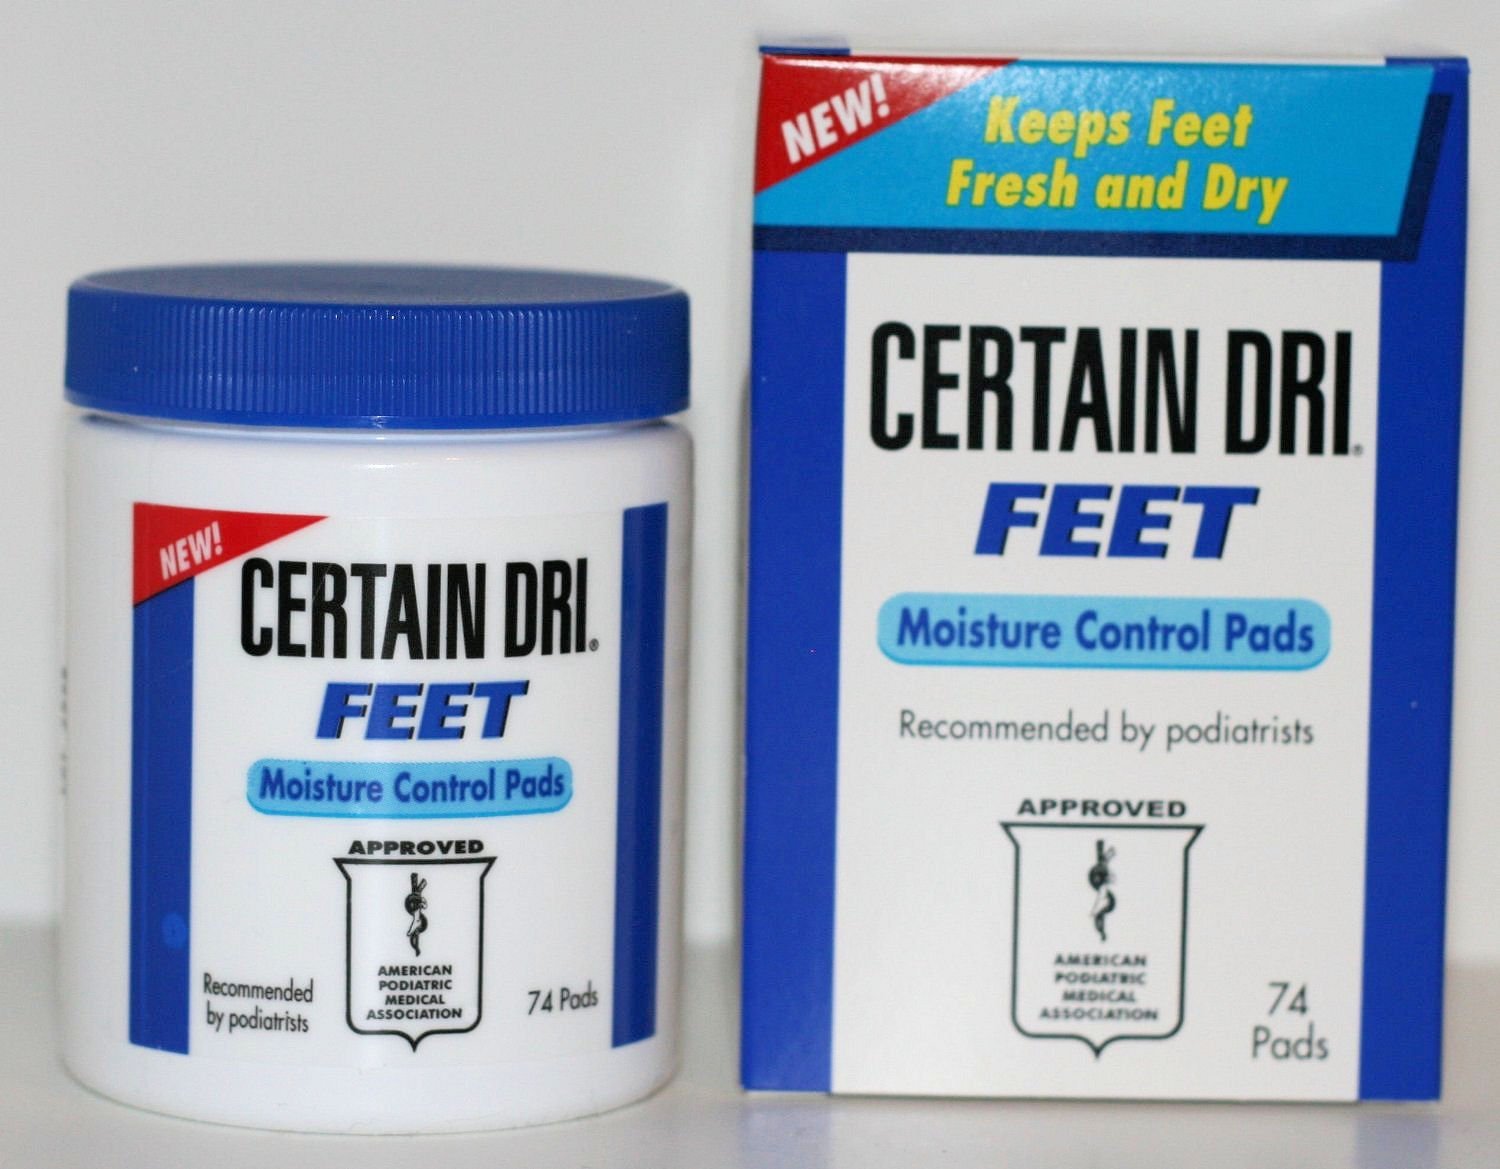 NEW!
CERTAIN DRI®
FEET
Moisture Control Pads
APPROVED
AMERICAN
PODIATRIC
MEDICAL
ASSOCIATION
Recommended
by podiatrists
74 Pads
NEW!
Keeps Feet
Fresh and Dry
CERTAIN DRI®
FEET
Moisture Control Pads
Recommended by podiatrists
APPROVED
AMERICAN
PODIATRIC
MEDICAL
ASSOCIATION
74
Pads